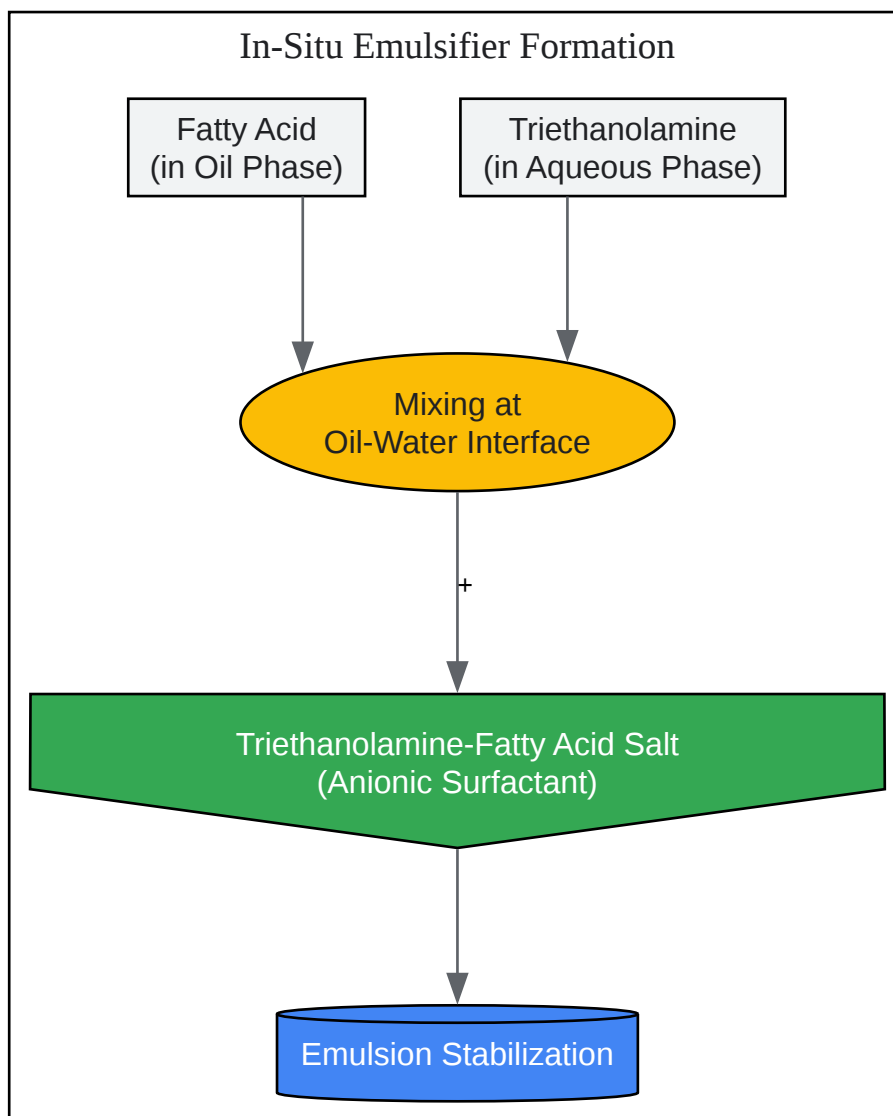 In-Situ Emulsifier Formation
Fatty Acid
(in Oil Phase)
Triethanolamine
(in Aqueous Phase)
Mixing at
Oil-Water Interface
+
Triethanolamine-Fatty Acid Salt
(Anionic Surfactant)
Emulsion Stabilization